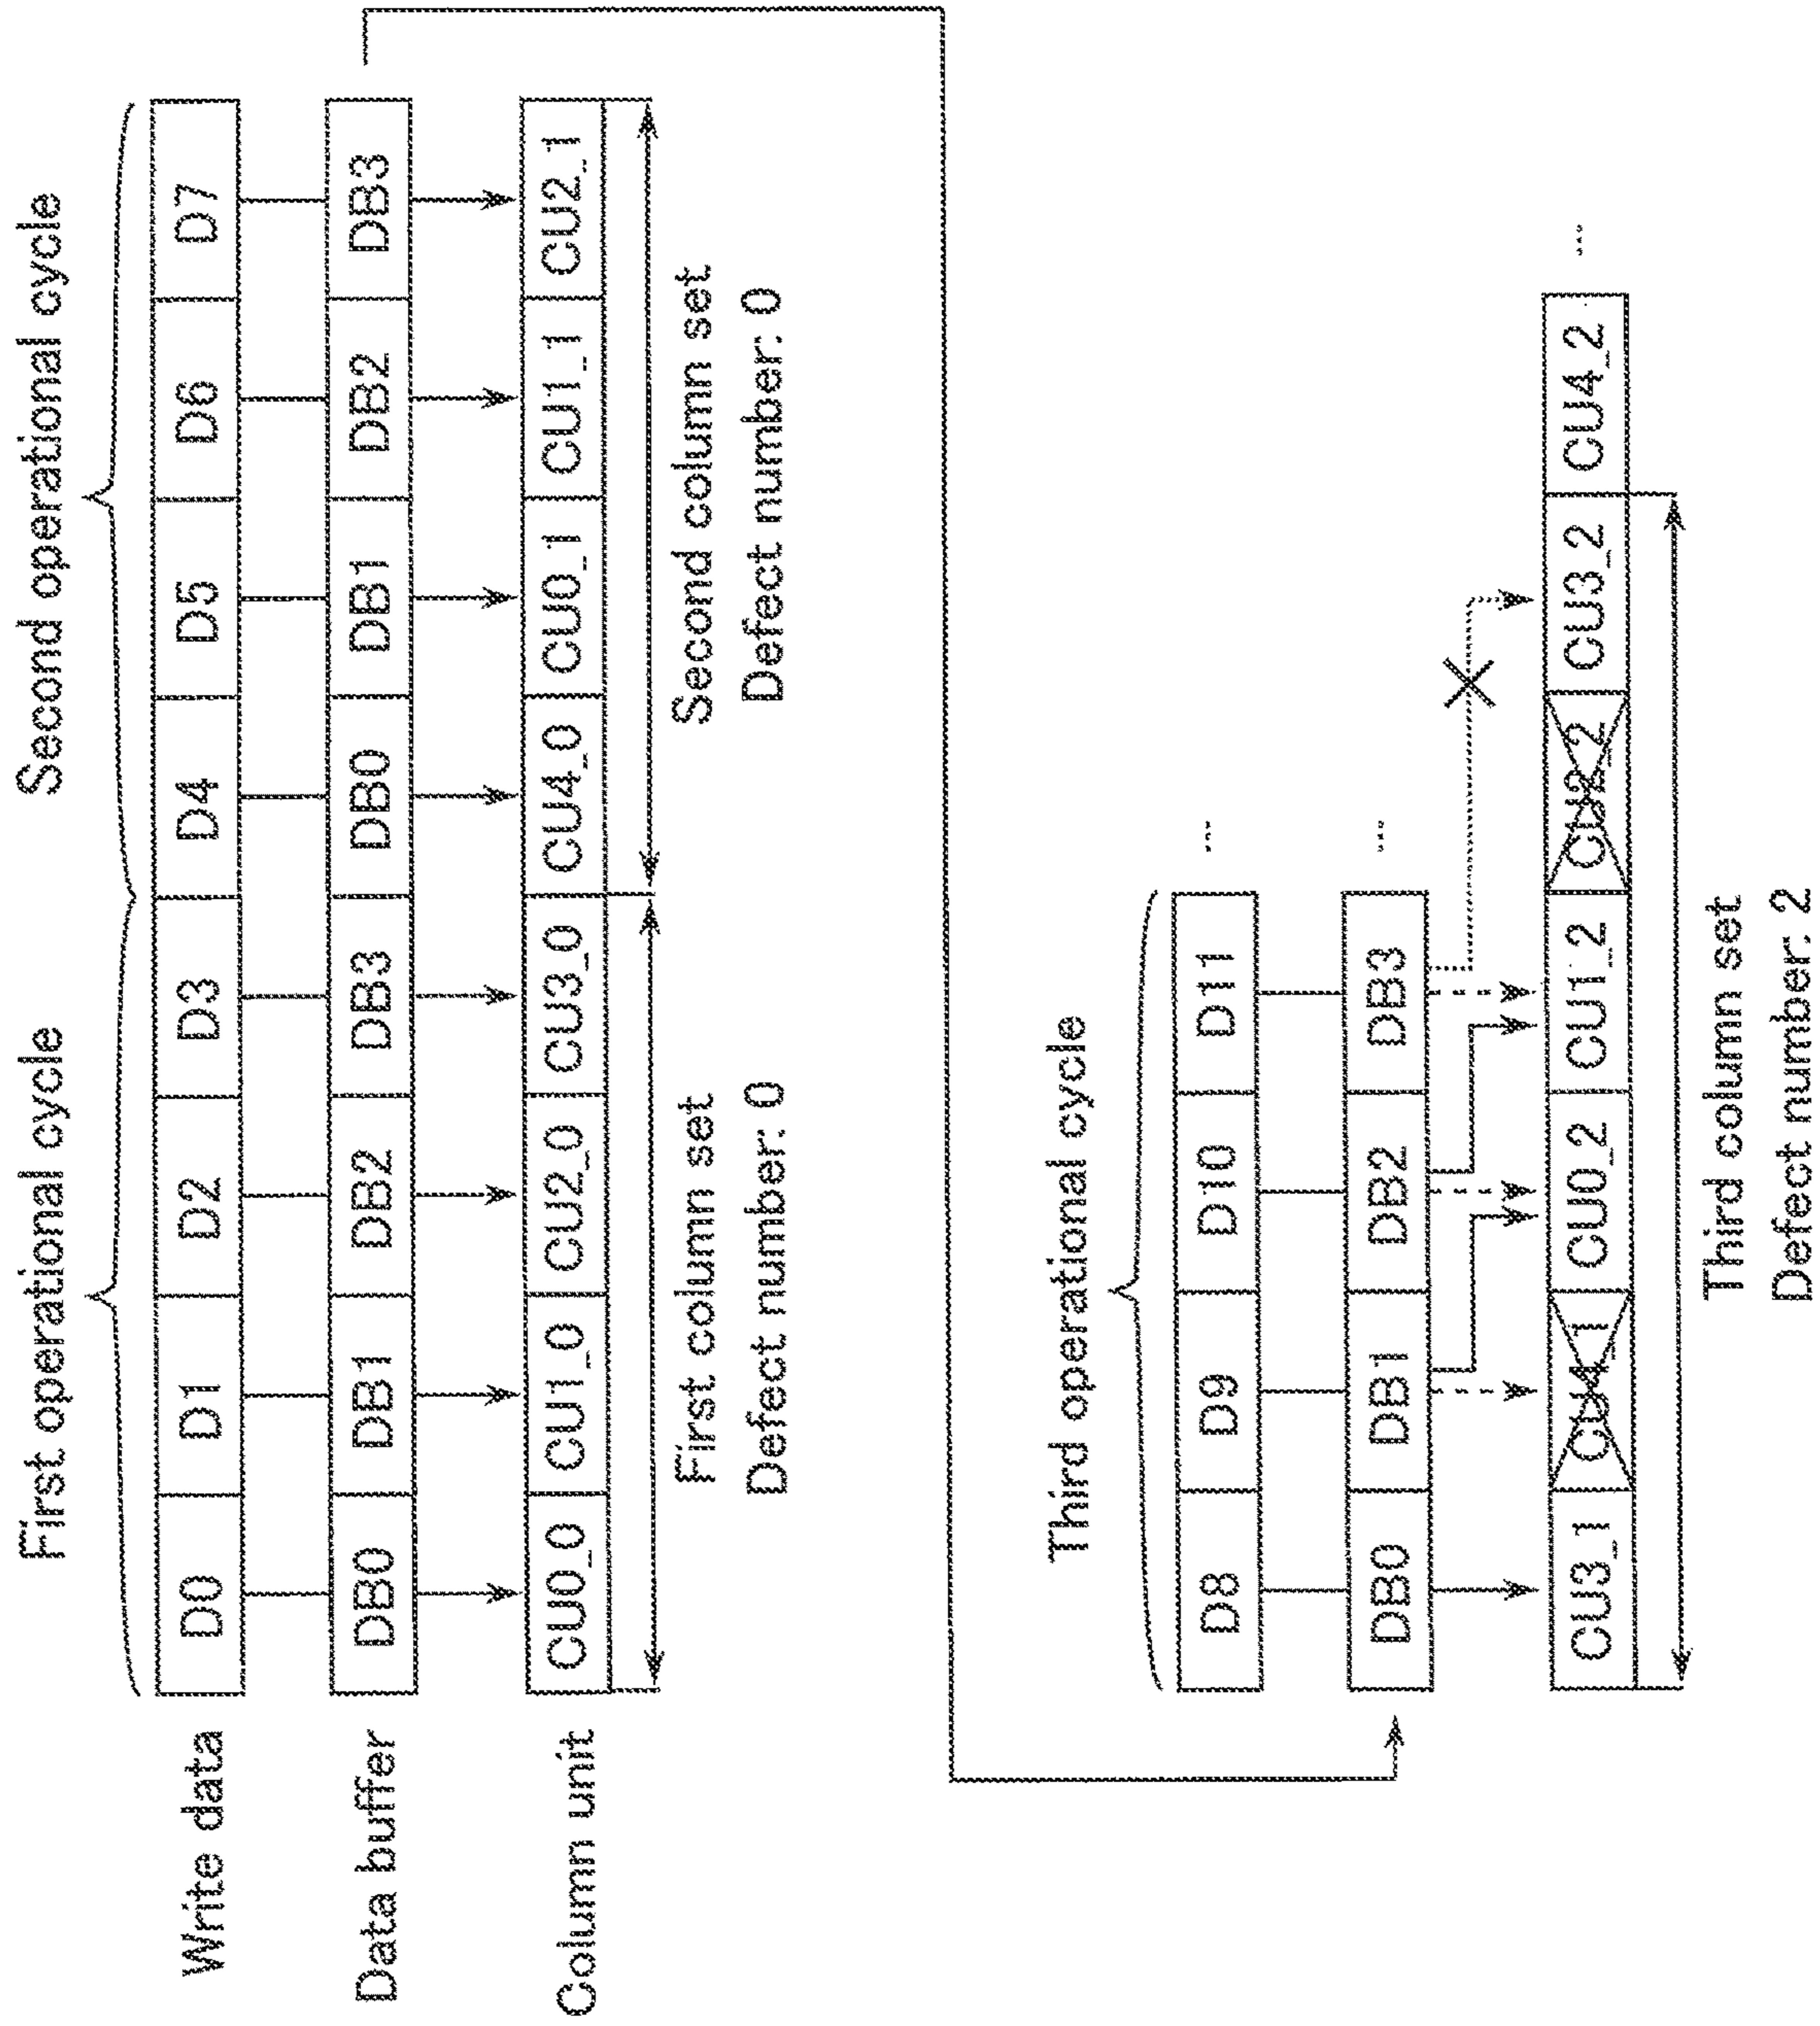 First operational cycle Second operational cycle
Write data D0 D1 D2 D3 D4 D5 D6 D7
Data buffer DB0 DB1 DB2 DB3 DB0 DB1 DB2 DB3
Column unit CU0_0 CU1_0 CU2_0 CU3_0 CU4_0 CU0_1 CU1_1 CU2_1
First column set Second column set
Defect number: 0 Defect number: 0
Third operational cycle
D8 D9 D10 D11 ...
DB0 DB1 DB2 DB3 ...
CU3_1 CU4_1 CU0_2 CU1_2 CU2_2 CU3_2 CU4_2 ...
Third column set
Defect number: 2